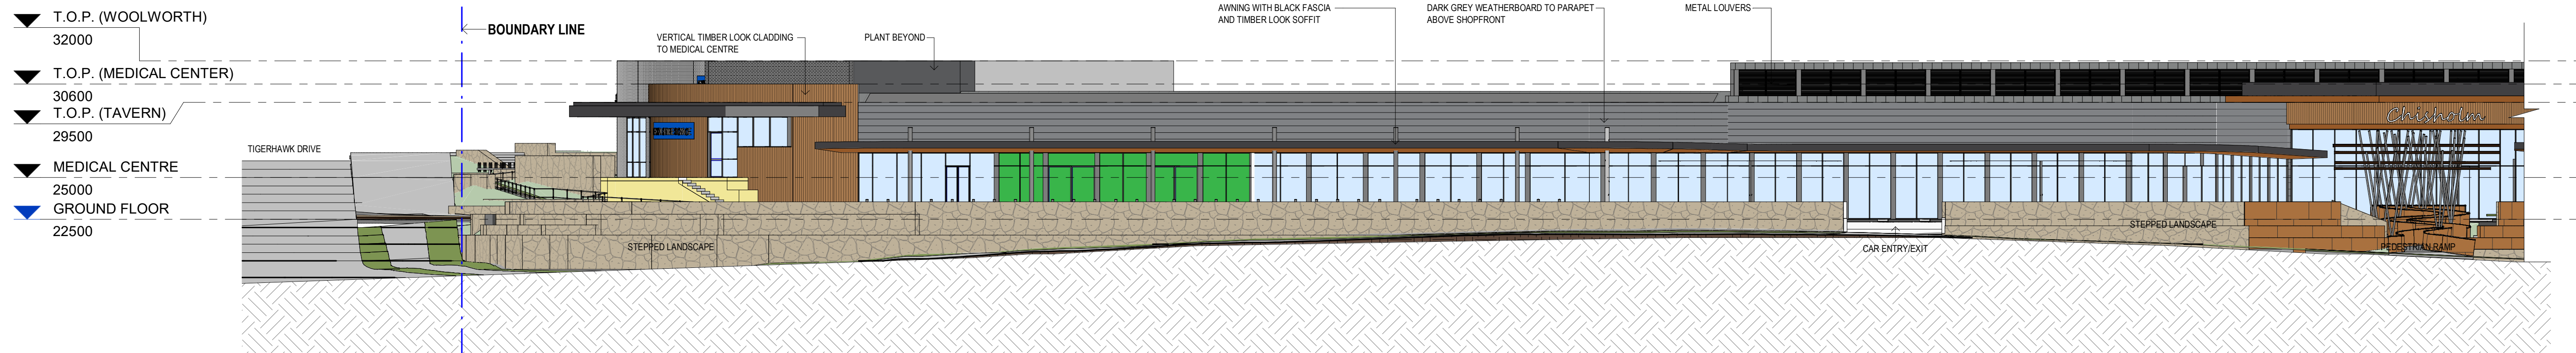 T.O.P. (WOOLWORTH)
32000
T.O.P. (MEDICAL CENTER)
30600
T.O.P. (TAVERN)
29500
MEDICAL CENTRE
25000
GROUND FLOOR
22500
BOUNDARY LINE
TIGERHAWK DRIVE
VERTICAL TIMBER LOOK CLADDING
TO MEDICAL CENTRE
PLANT BEYOND
AWNING WITH BLACK FASCIA
AND TIMBER LOOK SOFFIT
DARK GREY WEATHERBOARD TO PARAPET
ABOVE SHOPFRONT
METAL LOUVERS
Chisholm
STEPPED LANDSCAPE
CAR ENTRY/EXIT
STEPPED LANDSCAPE
PEDESTRIAN RAMP